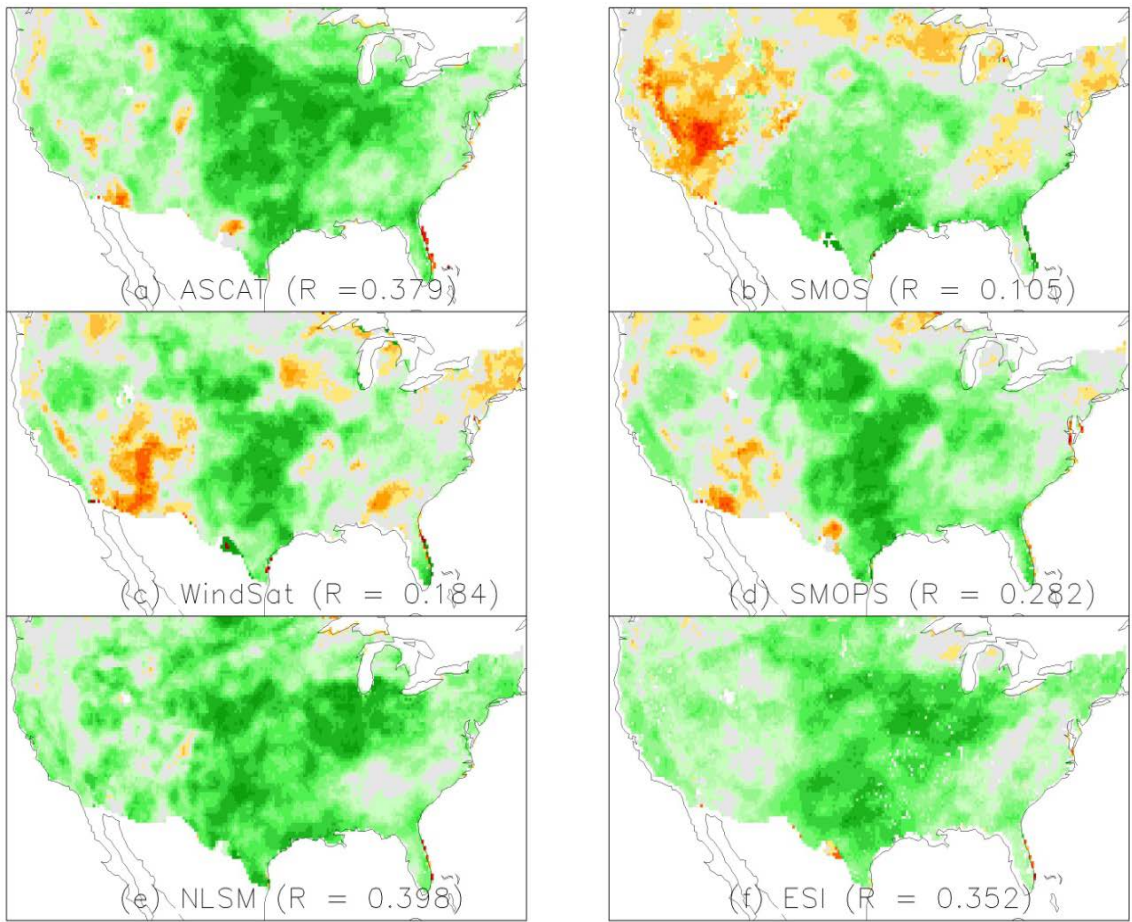 (a) ASCAT (R =0.379)
(b) SMOS (R = 0.105)
(c) WindSat (R = 0.184)
(d) SMOPS (R = 0.282)
(e) NLSM (R = 0.398)
(f) ESI (R = 0.352)